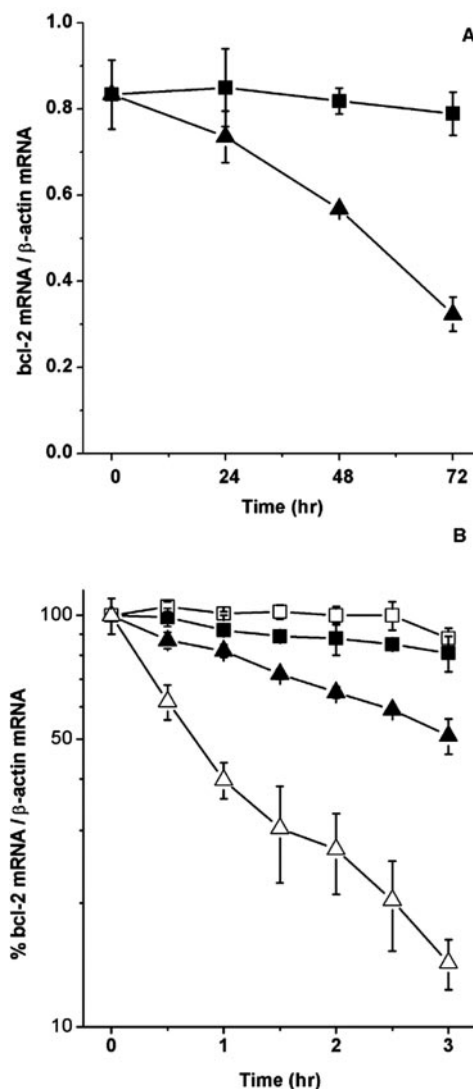 A
bcl-2 mRNA / β-actin mRNA
1.0
0.8
0.6
0.4
0.2
0.0
0 24 48 72
Time (hr)
B
% bcl-2 mRNA / β-actin mRNA
100
50
10
0 1 2 3
Time (hr)